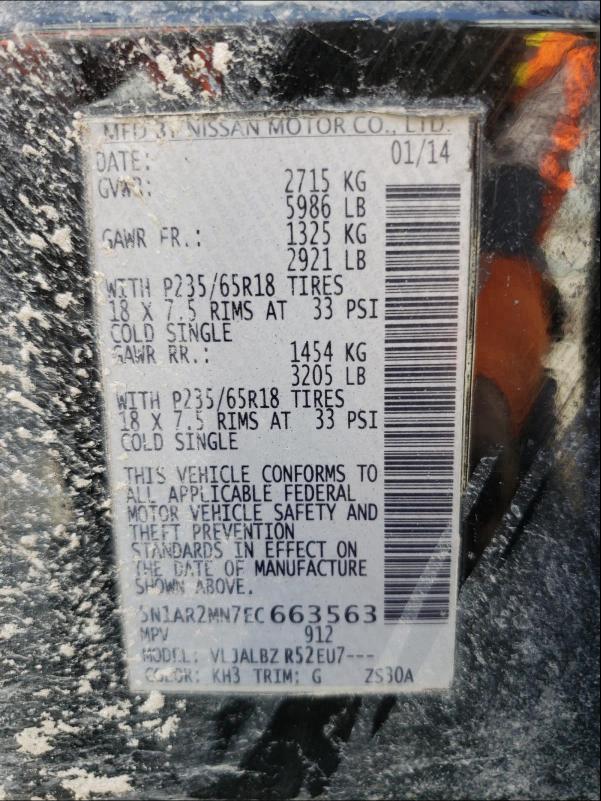 MFD BY NISSAN MOTOR CO., LTD.
DATE: 01/14
GVWR: 2715 KG
5986 LB
GAWR FR.: 1325 KG
2921 LB
WITH P235/65R18 TIRES
18 X 7.5 RIMS AT 33 PSI
COLD SINGLE
GAWR RR.: 1454 KG
3205 LB
WITH P235/65R18 TIRES
18 X 7.5 RIMS AT 33 PSI
COLD SINGLE
THIS VEHICLE CONFORMS TO
ALL APPLICABLE FEDERAL
MOTOR VEHICLE SAFETY AND
THEFT PREVENTION
STANDARDS IN EFFECT ON
THE DATE OF MANUFACTURE
SHOWN ABOVE.
5N1AR2MN7EC663563
MPV 912
MODEL: VLJALBZ R52EU7---
COLOR: KH3 TRIM: G ZS30A